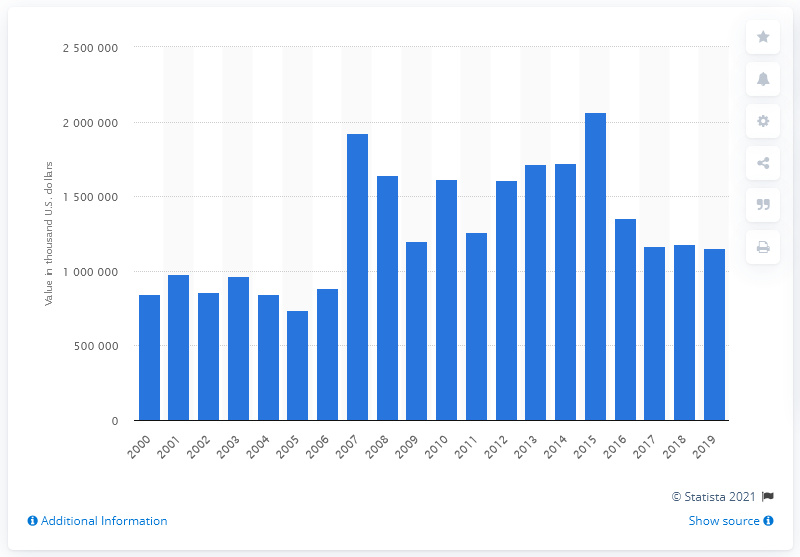 2 500 000
2 000 000
1 500 000
1 000 000
500 000
0
Value in thousand U.S. dollars
2000
2001
2002
2003
2004
2005
2006
2007
2008
2009
2010
2011
2012
2013
2014
2015
2016
2017
2018
2019
© Statista 2021
Additional Information
Show source